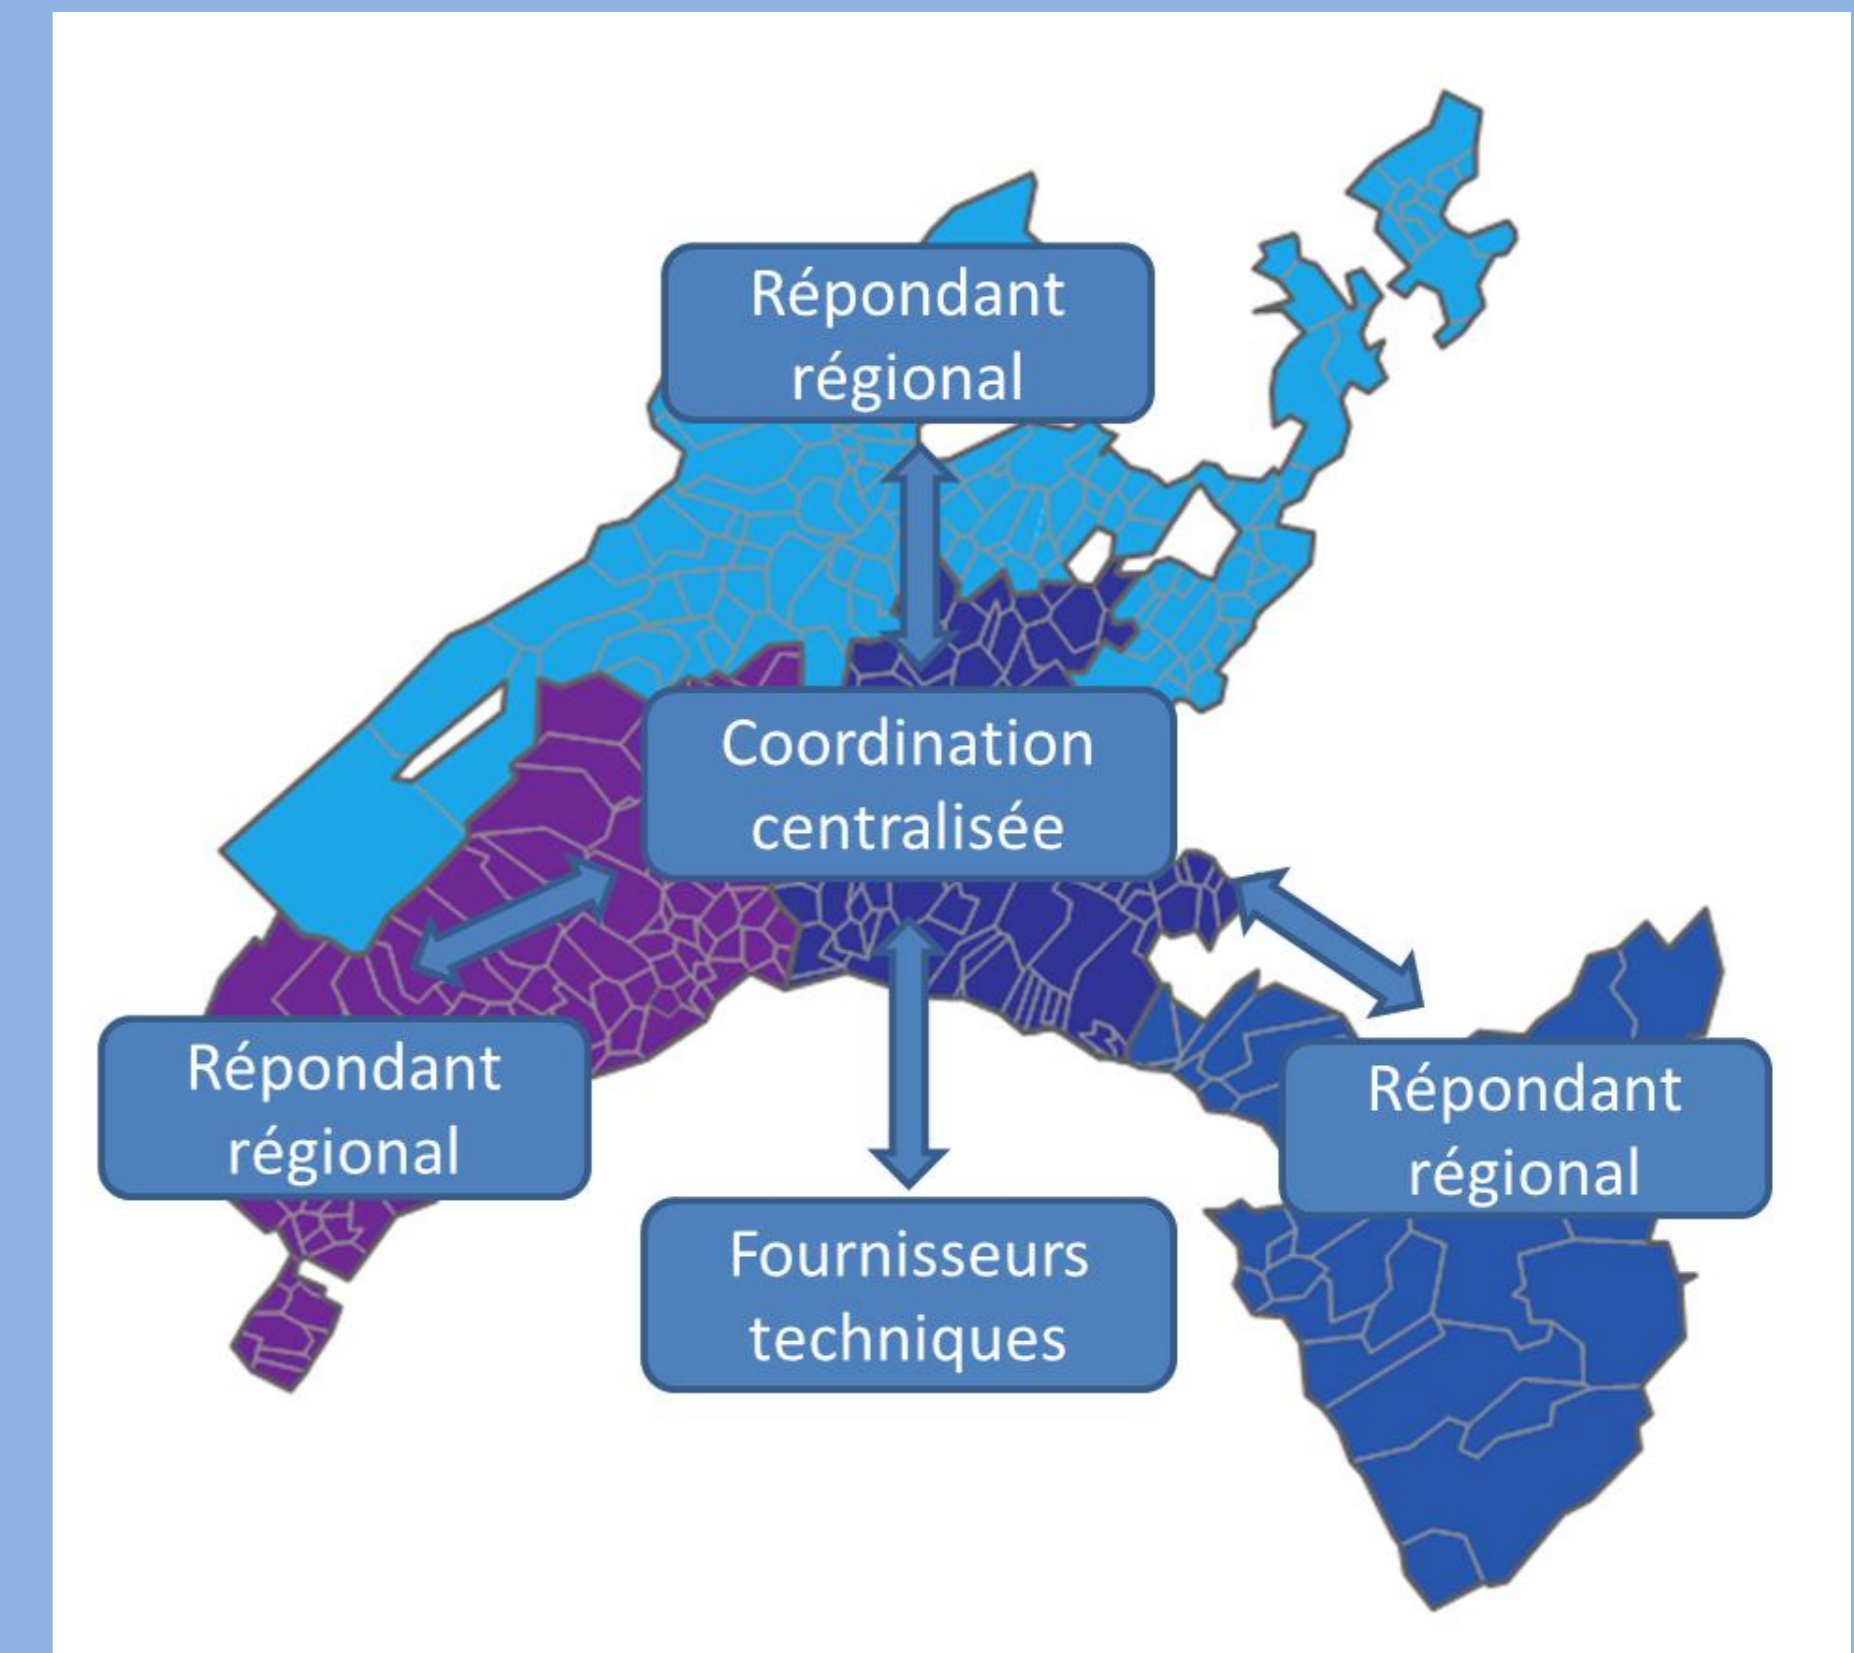 Répondant
régional
Coordination
centralisée
Répondant
régional
Répondant
régional
Fournisseurs
techniques